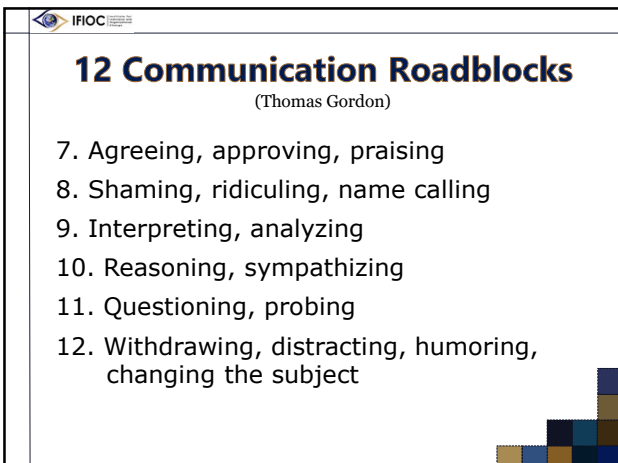 IFIOC
12 Communication Roadblocks
(Thomas Gordon)
7. Agreeing, approving, praising
8. Shaming, ridiculing, name calling
9. Interpreting, analyzing
10. Reasoning, sympathizing
11. Questioning, probing
12. Withdrawing, distracting, humoring,
changing the subject